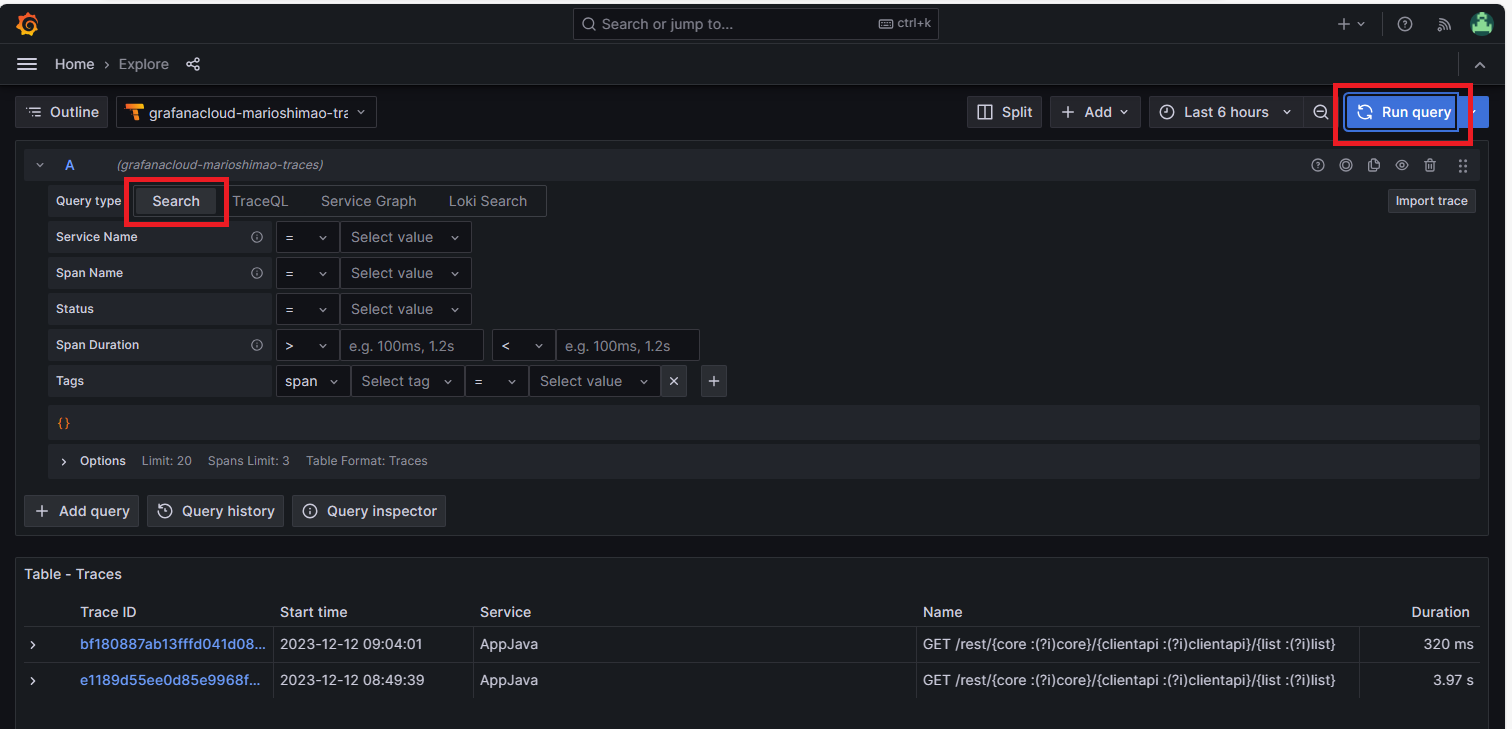 Search or jump to... ctrl+k
Home › Explore
Outline grafanacloud-marioshimao-tra Split Add Last 6 hours Run query
A (grafanacloud-marioshimao-traces)
Query type Search TraceQL Service Graph Loki Search Import trace
Service Name = Select value
Span Name = Select value
Status = Select value
Span Duration > e.g. 100ms, 1.2s < e.g. 100ms, 1.2s
Tags span Select tag = Select value
{}
Options Limit: 20 Spans Limit: 3 Table Format: Traces
Add query Query history Query inspector
Table - Traces
Trace ID Start time Service Name Duration
bf180887ab13fffd041d08... 2023-12-12 09:04:01 AppJava GET /rest/{core :(?i)core}/{clientapi :(?i)clientapi}/{list :(?i)list} 320 ms
e1189d55ee0d85e9968f... 2023-12-12 08:49:39 AppJava GET /rest/{core :(?i)core}/{clientapi :(?i)clientapi}/{list :(?i)list} 3.97 s